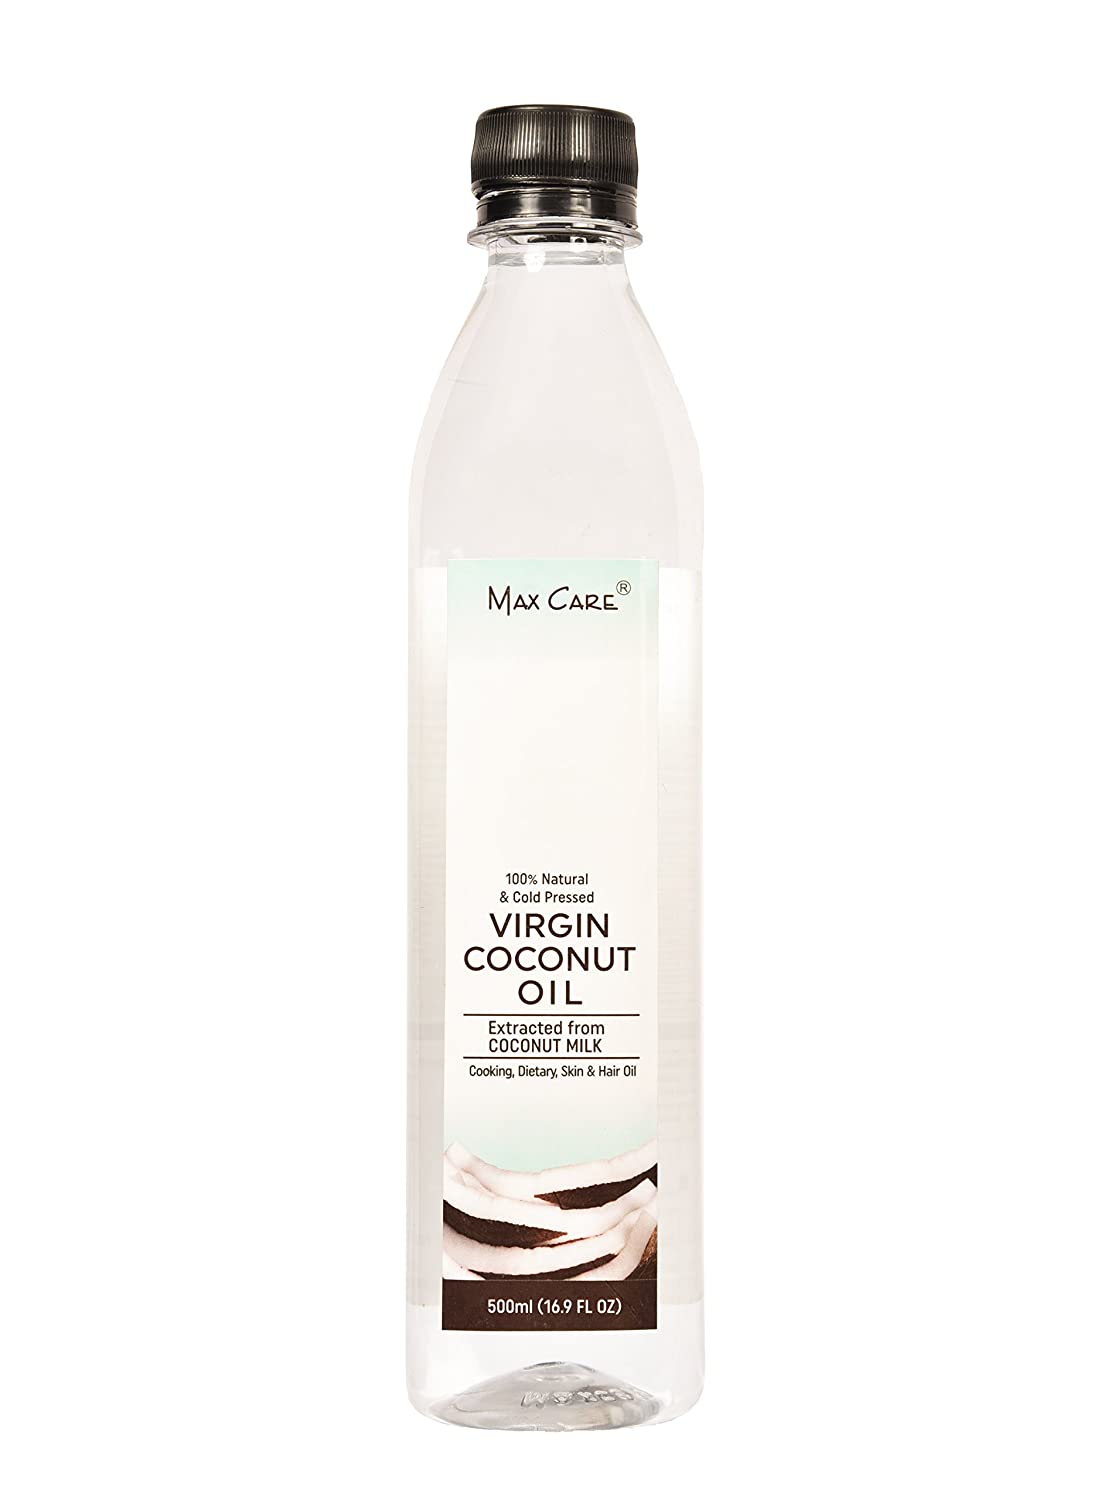 MAX CARE®
100% Natural
& Cold Pressed
VIRGIN
COCONUT
OIL
Extracted from
COCONUT MILK
Cooking, Dietary, Skin & Hair Oil
500ml (16.9 FL OZ)